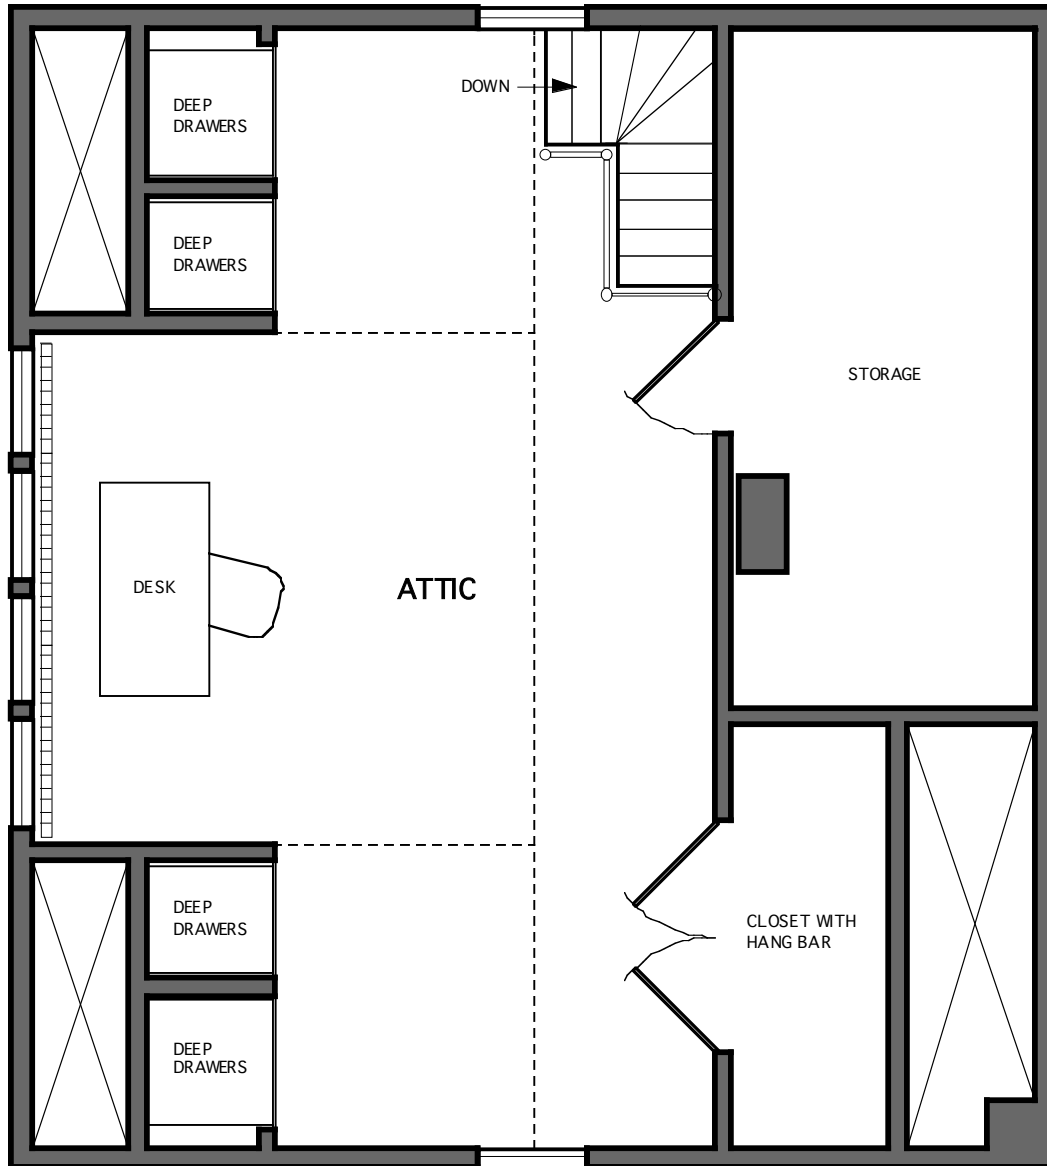 DOWN
DEEP
DRAWERS
DEEP
DRAWERS
STORAGE
DESK
ATTIC
DEEP
DRAWERS
CLOSET WITH
HANG BAR
DEEP
DRAWERS